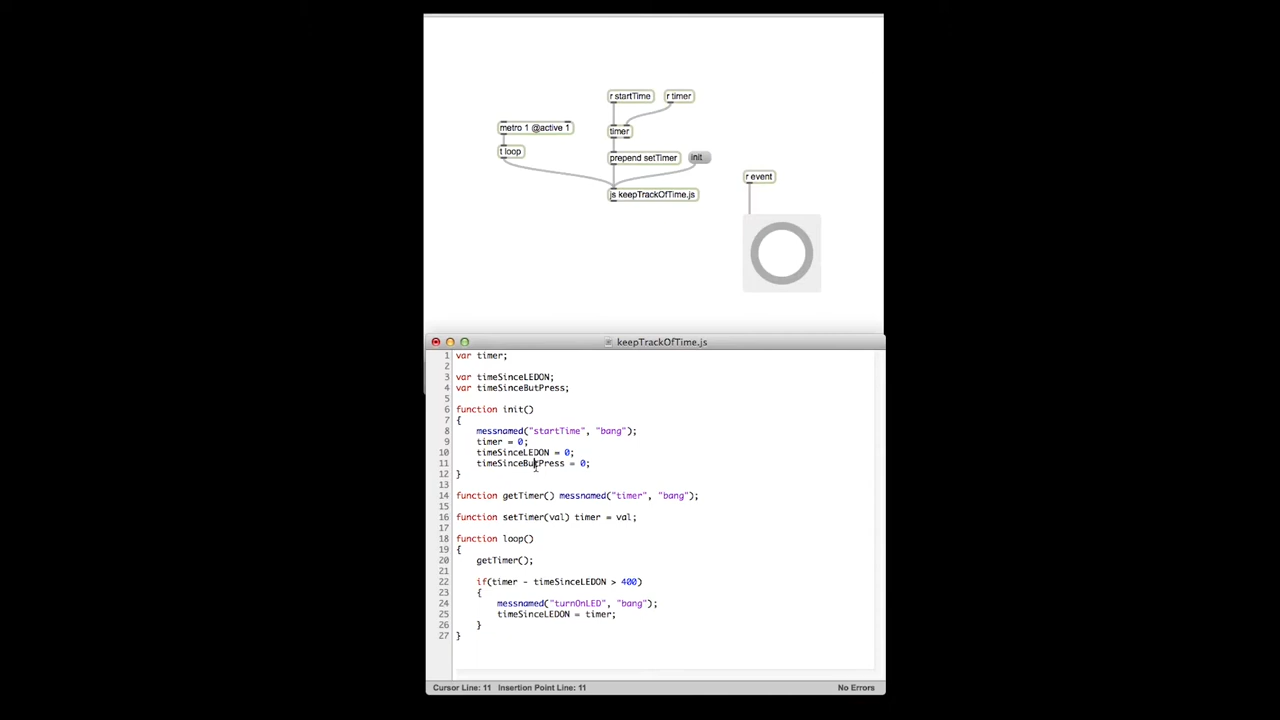 r startTime
r timer
metro 1 @active 1
timer
t loop
prepend setTimer
init
r event
js keepTrackOfTime.js
keepTrackOfTime.js
1 var timer;
2
3 var timeSinceLEDON;
4 var timeSinceButPress;
5
6 function init()
7 {
8 messnamed("startTime", "bang");
9 timer = 0;
10 timeSinceLEDON = 0;
11 timeSinceButPress = 0;
12 }
13
14 function getTimer() messnamed("timer", "bang");
15
16 function setTimer(val) timer = val;
17
18 function loop()
19 {
20 getTimer();
21
22 if(timer - timeSinceLEDON > 400)
23 {
24 messnamed("turnOnLED", "bang");
25 timeSinceLEDON = timer;
26 }
27 }
Cursor Line: 11 Insertion Point Line: 11
No Errors